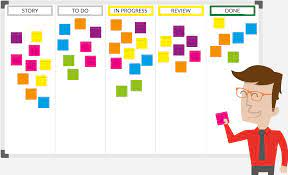 STORY
TO DO
IN PROGRESS
REVIEW
DONE